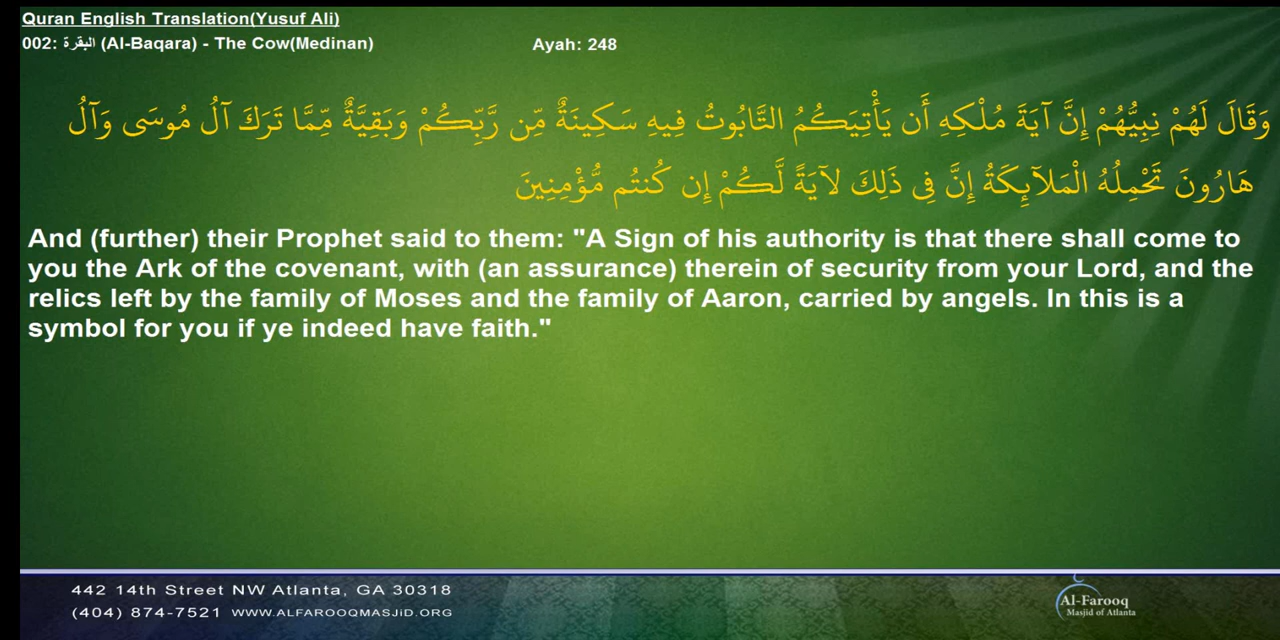 Quran English Translation(Yusuf Ali)
002: البقرة (Al-Baqara) - The Cow(Medinan)
Ayah: 248
وَقَالَ لَهُمْ نِبِيُّهُمْ إِنَّ آيَةَ مُلْكِهِ أَن يَأْتِيَكُمُ التَّابُوتُ فِيهِ سَكِينَةٌ مِّن رَّبِّكُمْ وَبَقِيَّةٌ مِّمَّا تَرَكَ آلُ مُوسَى وَآلُ
هَارُونَ تَحْمِلُهُ الْمَلآئِكَةُ إِنَّ فِي ذَلِكَ لآيَةً لَّكُمْ إِن كُنتُم مُّؤْمِنِينَ
And (further) their Prophet said to them: "A Sign of his authority is that there shall come to
you the Ark of the covenant, with (an assurance) therein of security from your Lord, and the
relics left by the family of Moses and the family of Aaron, carried by angels. In this is a
symbol for you if ye indeed have faith."
442 14th Street NW Atlanta, GA 30318
(404) 874-7521 WWW.ALFAROOQMASJiD.ORG
Al-Farooq
Masjid of Atlanta